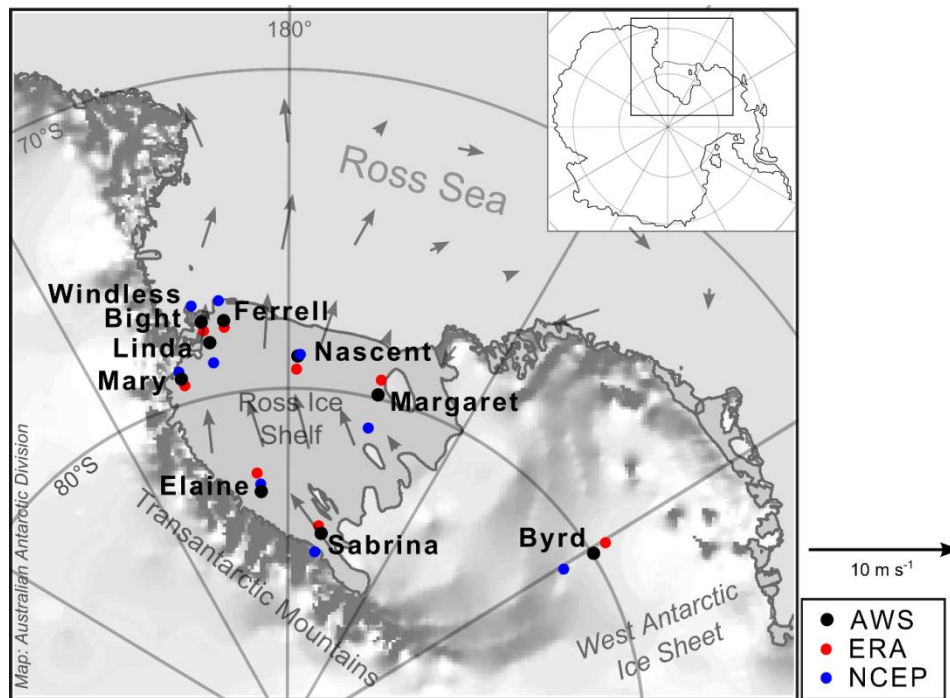 180°
70°S
Ross Sea
Windless
Bight
Ferrell
Linda
Nascent
Mary
Margaret
Ross Ice
Shelf
80°S
Elaine
Sabrina
Byrd
Transantarctic Mountains
West Antarctic
Ice Sheet
Map: Australian Antarctic Division
10 m s⁻¹
AWS
ERA
NCEP